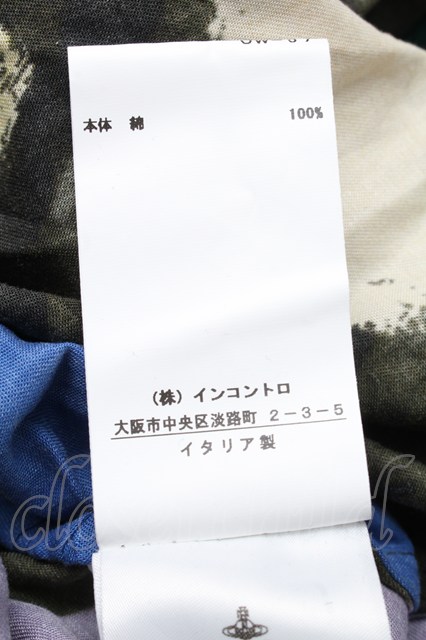 本体 綿 100%
(株)インコントロ
大阪市中央区淡路町 2-3-5
イタリア製